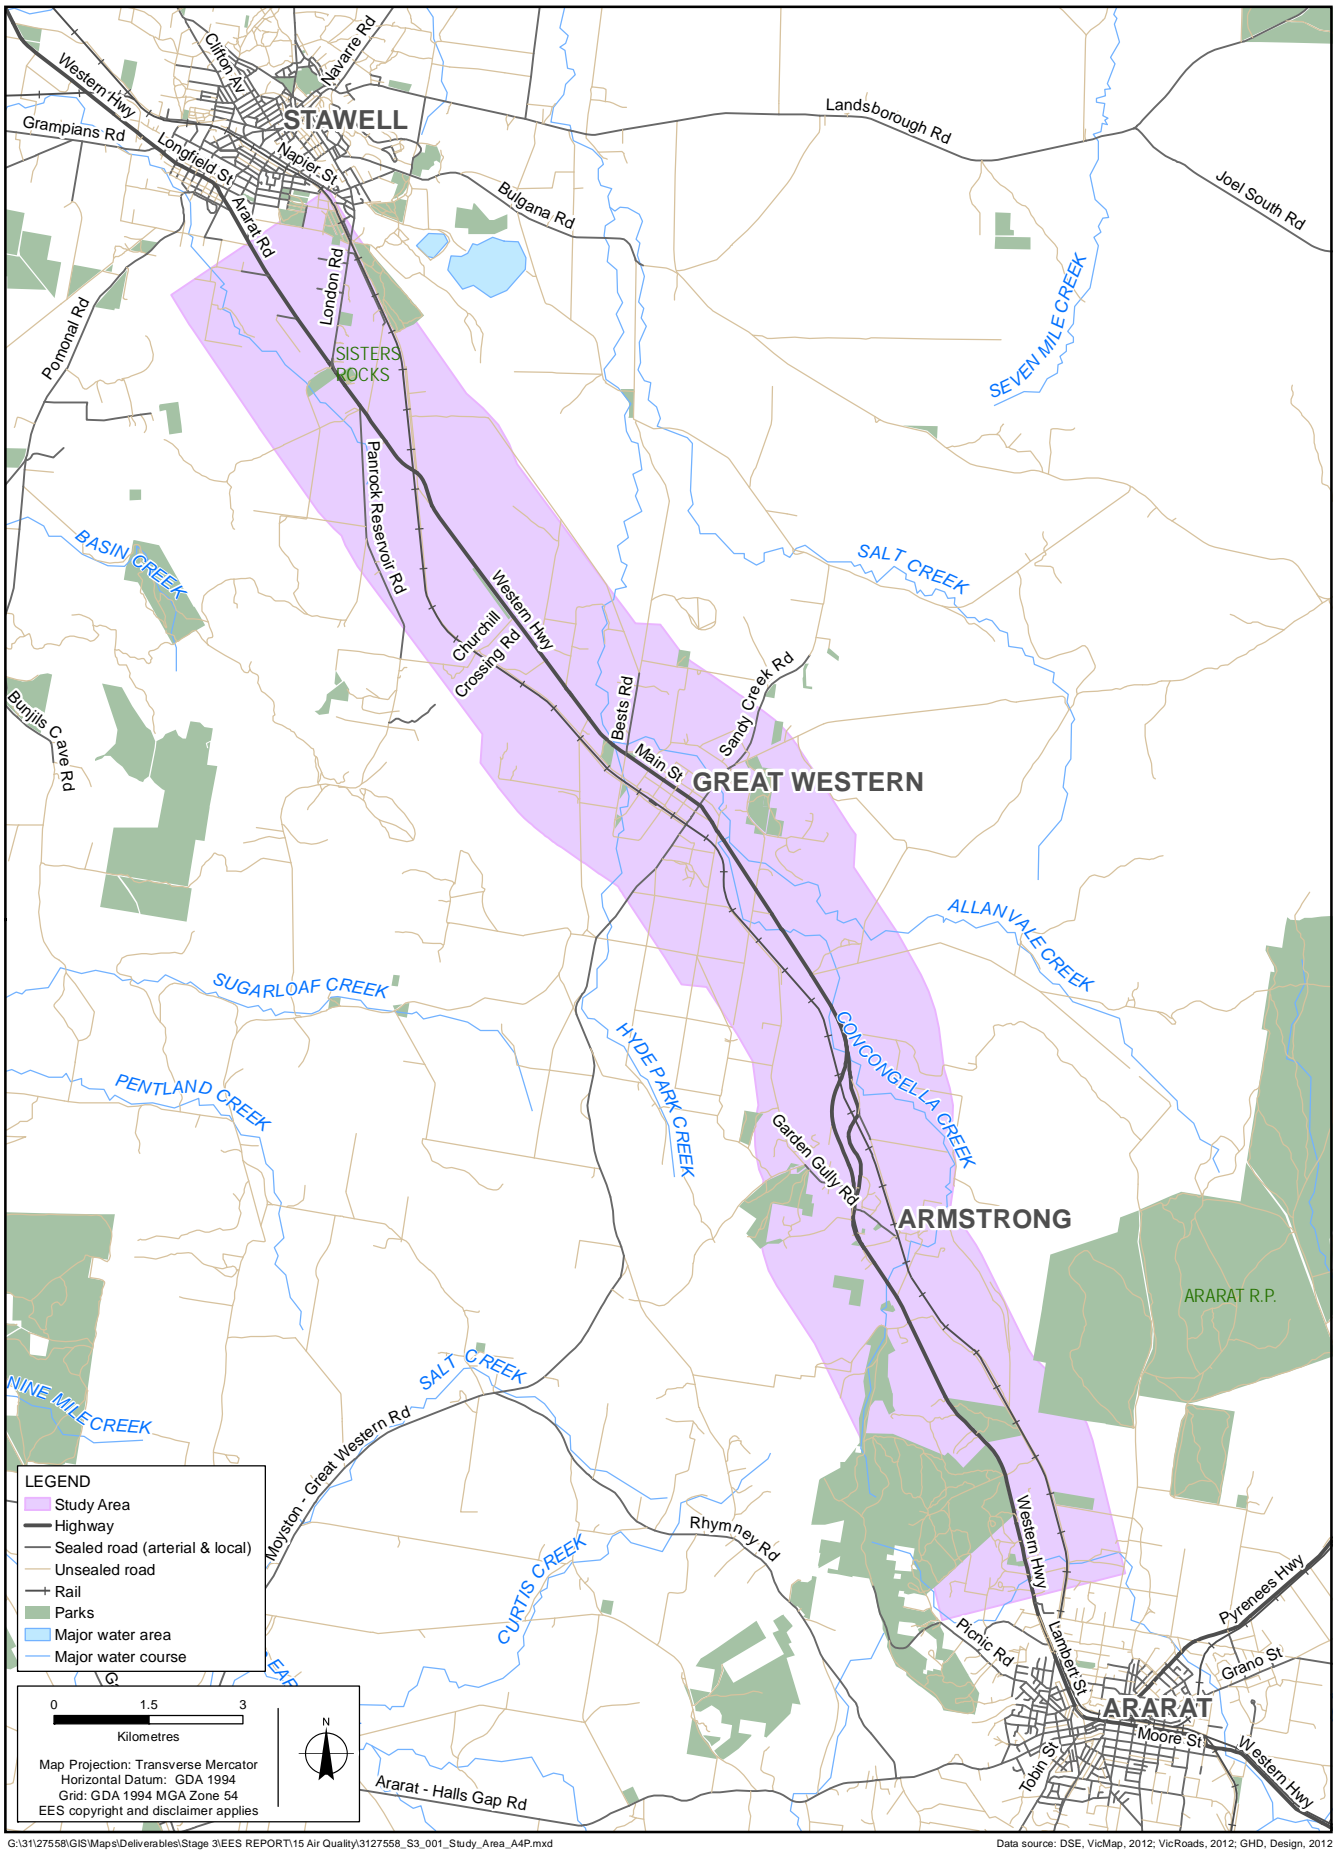 Clifton Av
Navarre Rd
Western Hwy
STAWELL
Grampians Rd
Longfield St
Napier St
Landsborough Rd
Joel South Rd
Bulgana Rd
Ararat Rd
London Rd
Pomonal Rd
SEVEN MILE CREEK
SISTERS
ROCKS
Panrock Reservoir Rd
BASIN CREEK
SALT CREEK
Western Hwy
Churchill
Crossing Rd
Bunjils Cave Rd
Bests Rd
Sandy Creek Rd
Main St
GREAT WESTERN
ALLANVALE CREEK
SUGARLOAF CREEK
HYDE PARK CREEK
CONCONGELLA CREEK
PENTLAND CREEK
Garden Gully Rd
ARMSTRONG
ARARAT R.P.
SALT CREEK
NINE MILE CREEK
Moyston - Great Western Rd
Rhymney Rd
CURTIS CREEK
Western Hwy
Pyrenees Hwy
Picnic Rd
Lambert St
Grano St
ARARAT
Moore St
Tobin St
Western Hwy
Ararat - Halls Gap Rd
LEGEND
Study Area
Highway
Sealed road (arterial & local)
Unsealed road
Rail
Parks
Major water area
Major water course
0 1.5 3
Kilometres
N
Map Projection: Transverse Mercator
Horizontal Datum: GDA 1994
Grid: GDA 1994 MGA Zone 54
EES copyright and disclaimer applies
G:\31\27558\GIS\Maps\Deliverables\Stage 3\EES REPORT\15 Air Quality\3127558_S3_001_Study_Area_A4P.mxd
Data source: DSE, VicMap, 2012; VicRoads, 2012; GHD, Design, 2012